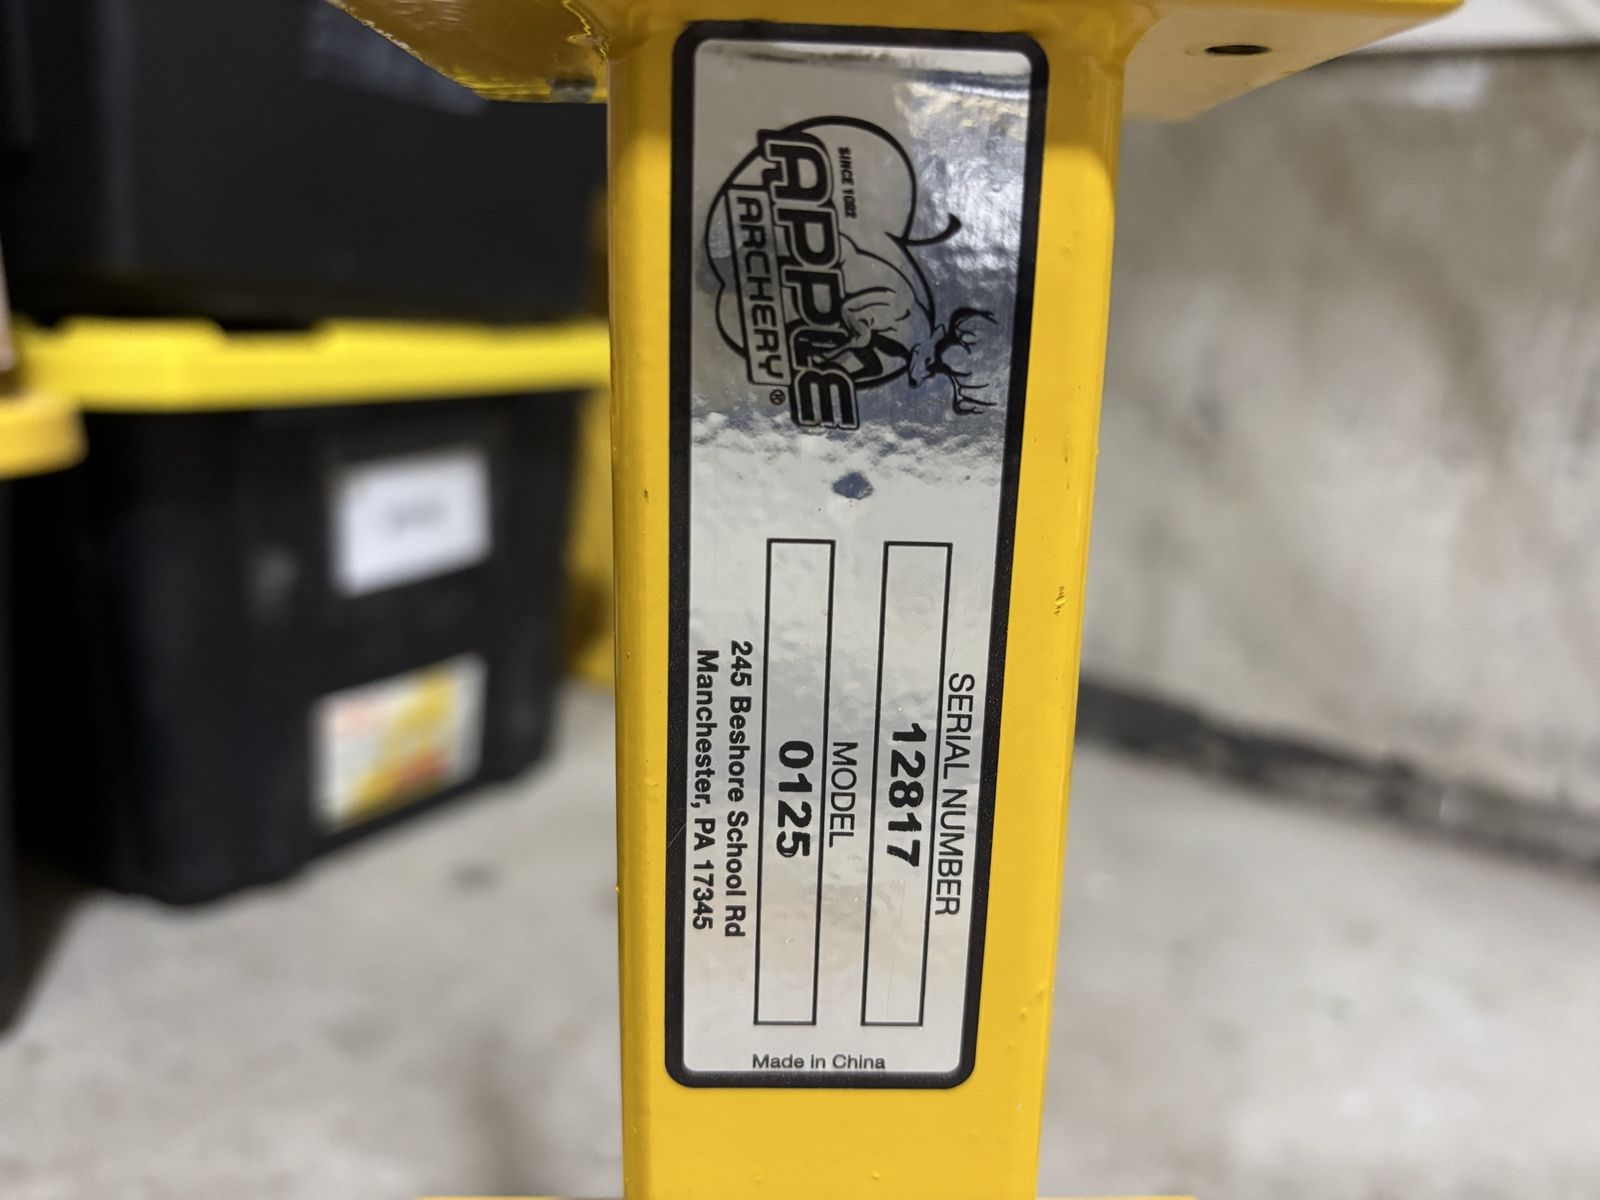 SINCE 1982
APPLE
ARCHERY®
SERIAL NUMBER
12817
MODEL
0125
245 Beshore School Rd
Manchester, PA 17345
Made in China